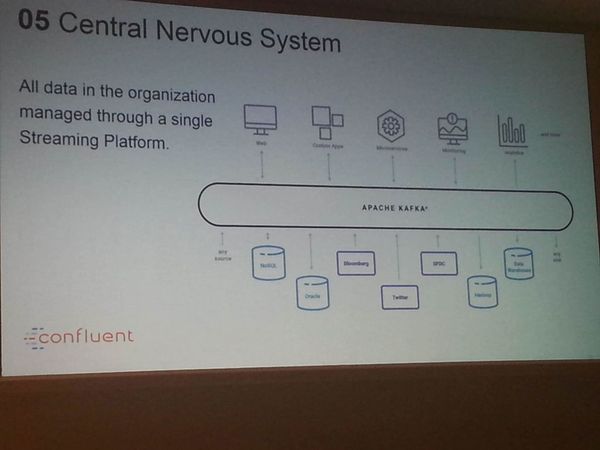 05 Central Nervous System
All data in the organization
managed through a single
Streaming Platform.
Web
Custom Apps
Microservices
Monitoring
Analytics
and more
APACHE KAFKA®
any
source
NoSQL
Oracle
Bloomberg
Twitter
SFDC
Hadoop
Data
Warehouse
any
sink
confluent